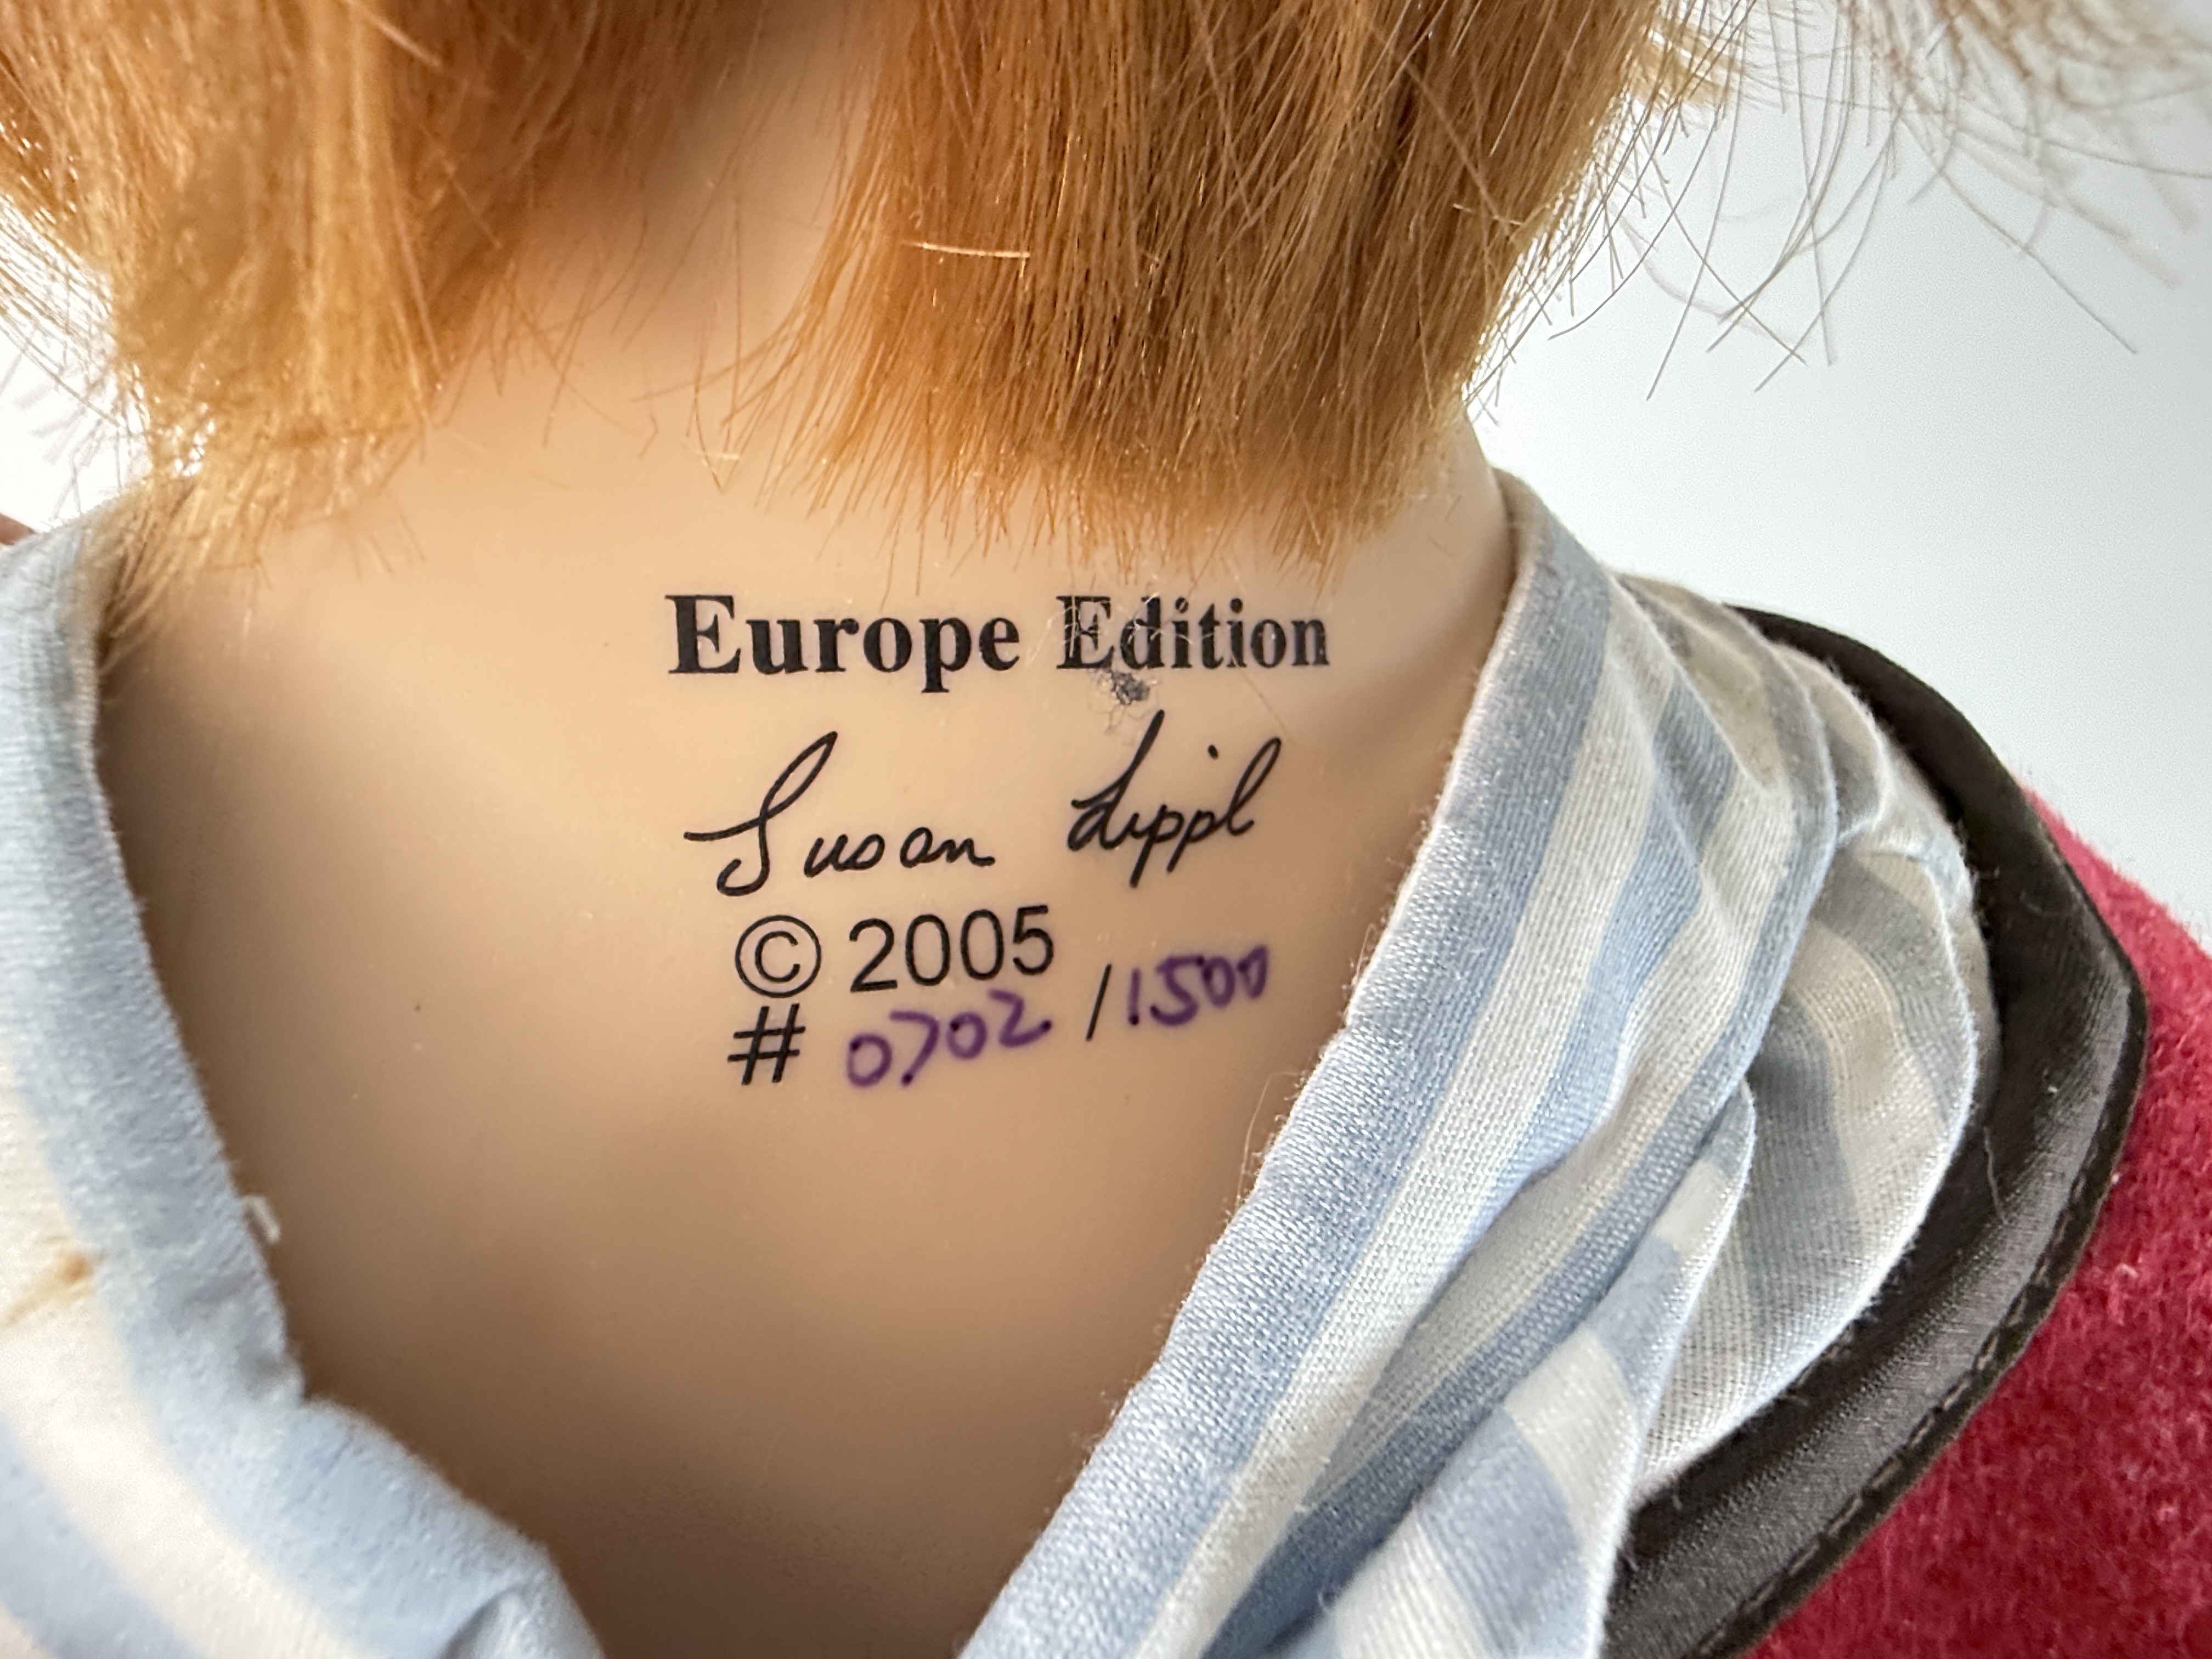 Europe Edition
Susan Lippl
© 2005
# 0702 /1500